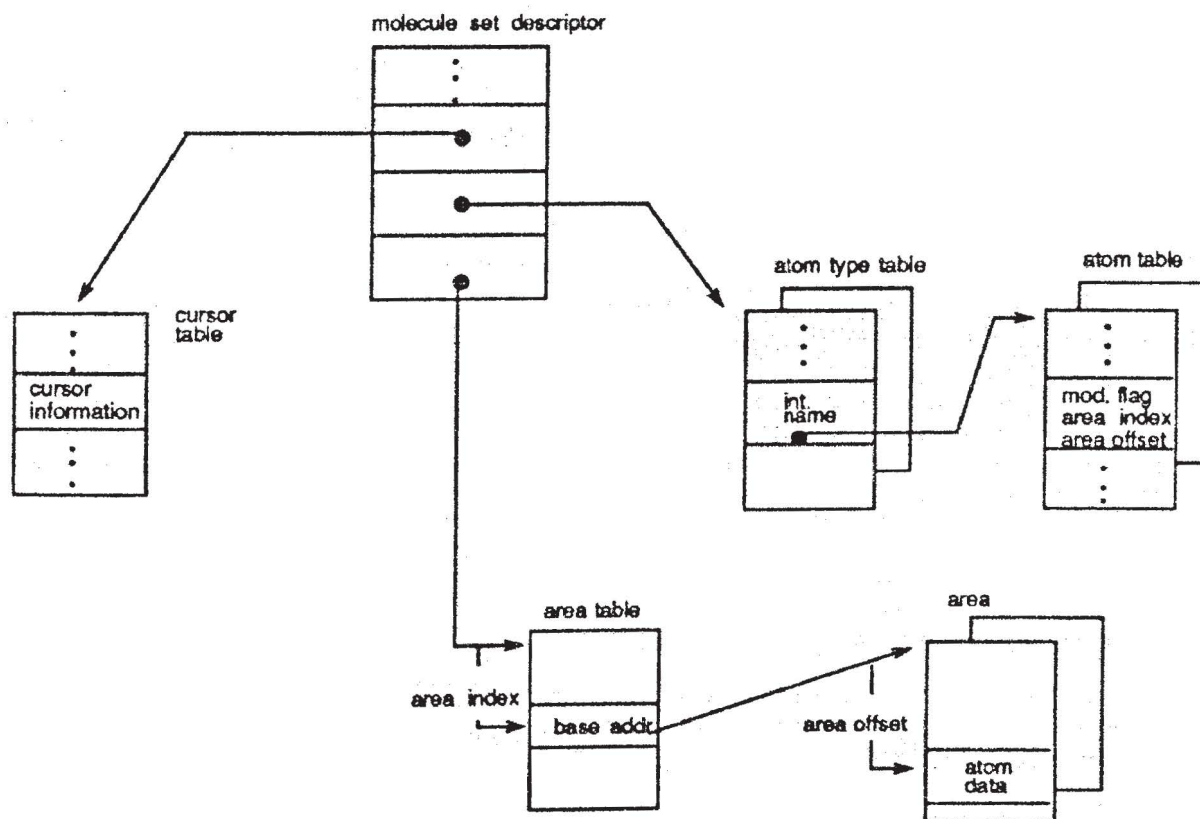 molecule set descriptor
cursor
table
cursor
information
atom type table
int.
name
atom table
mod. flag
area index
area offset
area table
area index
base addr.
area
area offset
atom
data